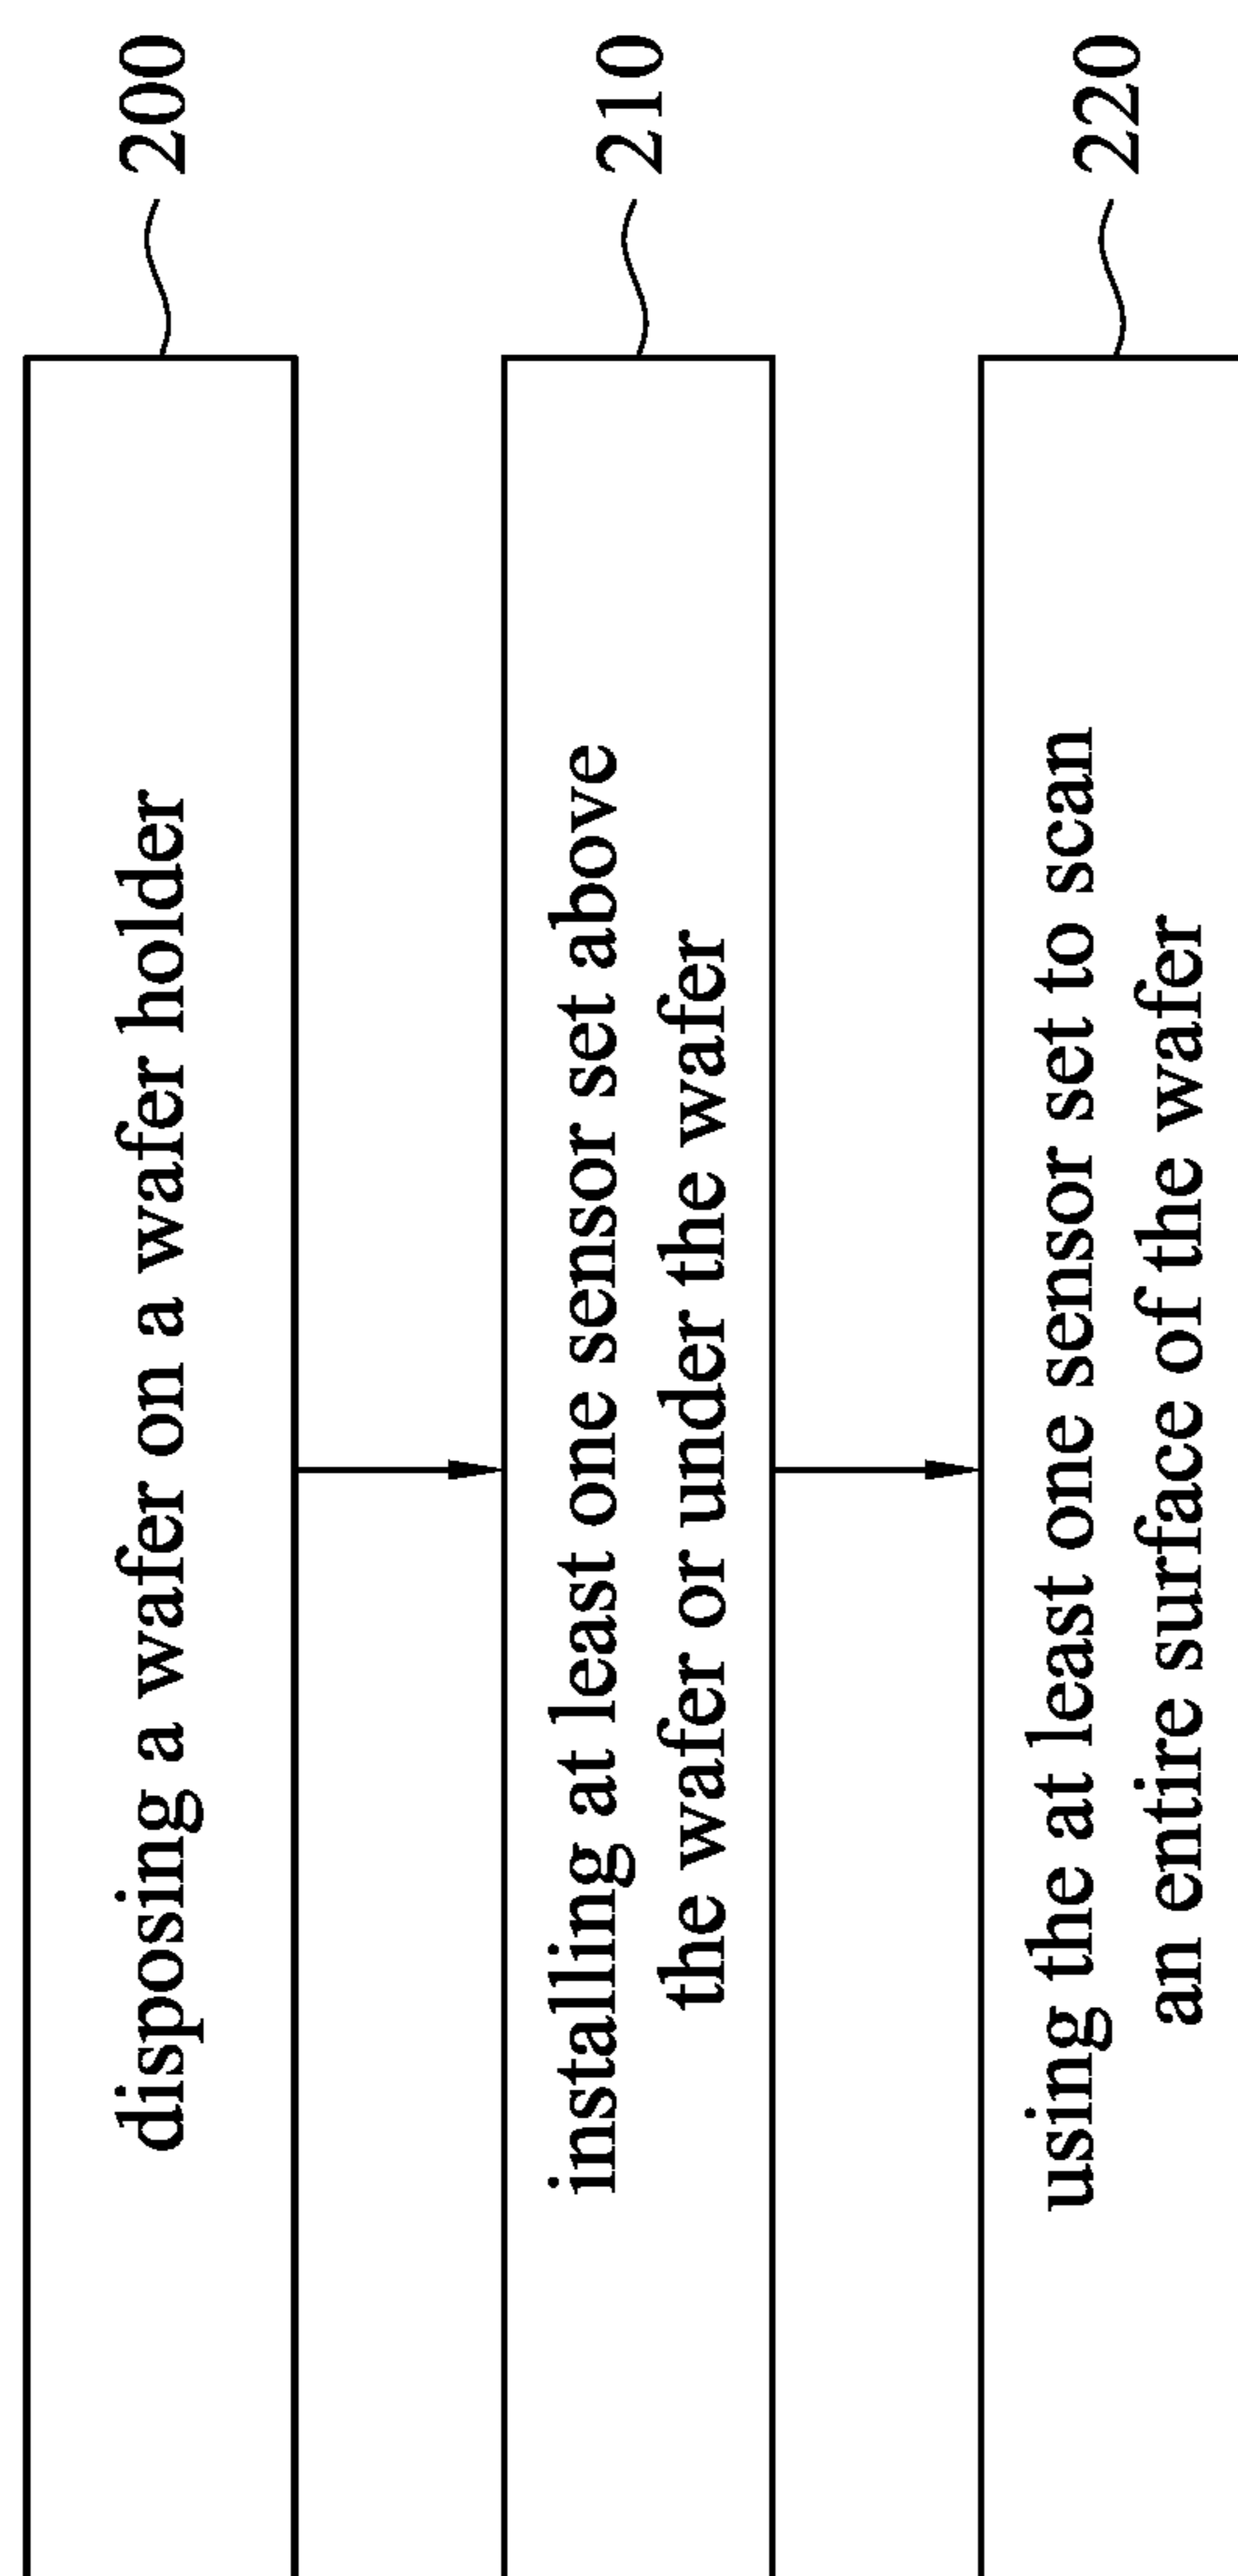 disposing a wafer on a wafer holder
200
installing at least one sensor set above
the wafer or under the wafer
210
using the at least one sensor set to scan
an entire surface of the wafer
220